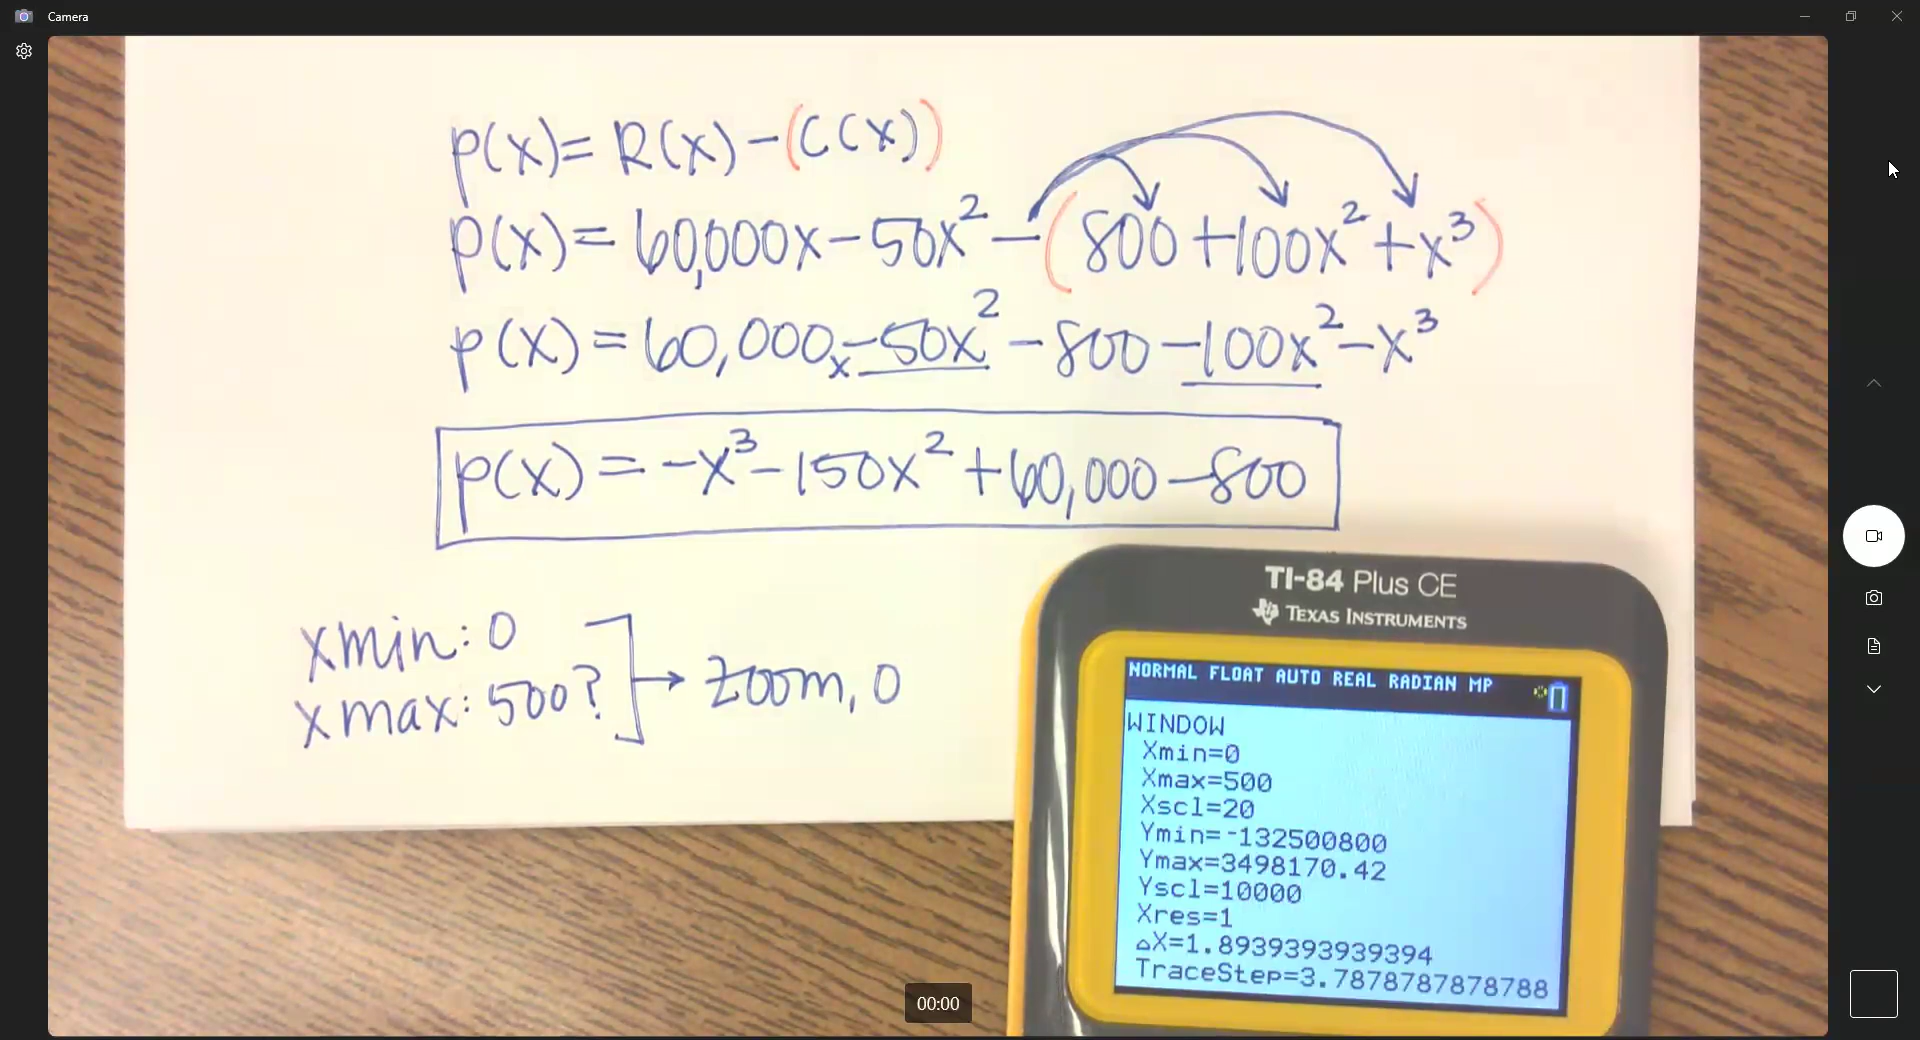 Camera
p(x)= R(x) -(C(x))
p(x) = 60,000x - 50x² - (800 + 100x² + x³)
p(x) = 60,000x - 50x² - 800 - 100x² - x³
p(x) = -x³ - 150x² + 60,000 - 800
xmin: 0
xmax: 500? → zoom, 0
TI-84 Plus CE
TEXAS INSTRUMENTS
NORMAL FLOAT AUTO REAL RADIAN MP
WINDOW
Xmin=0
Xmax=500
Xscl=20
Ymin=-132500800
Ymax=3498170.42
Yscl=10000
Xres=1
△X=1.8939393939394
TraceStep=3.7878787878788
00:00